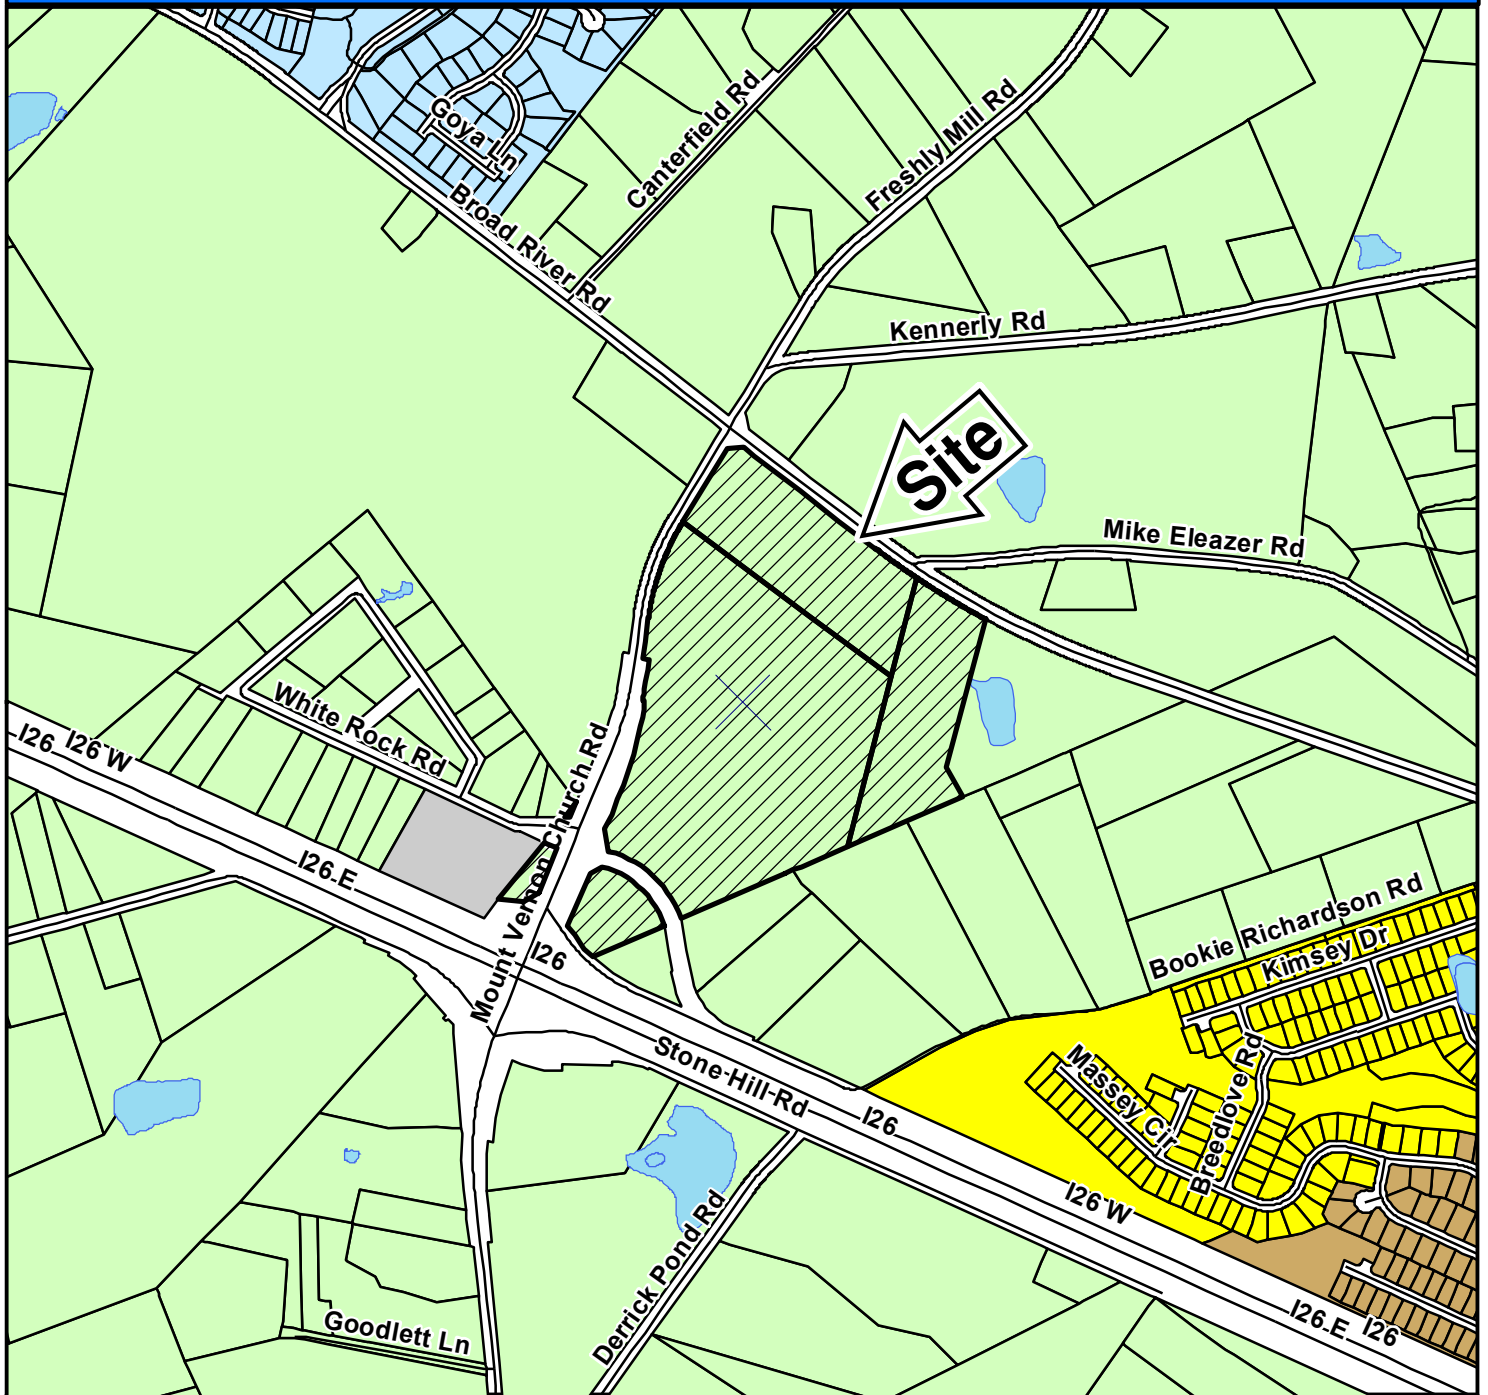 Goya Ln
Canterfield Rd
Freshly Mill Rd
Broad River Rd
Kennerly Rd
Site
Mike Eleazer Rd
White Rock Rd
I26
I26 W
Mount Vernon Church Rd
I26 E
I26
Bookie Richardson Rd
Kimsey Dr
Stone Hill Rd
Massey Cir
Breedlove Rd
I26
I26 W
Derrick Pond Rd
Goodlett Ln
I26 E
I26